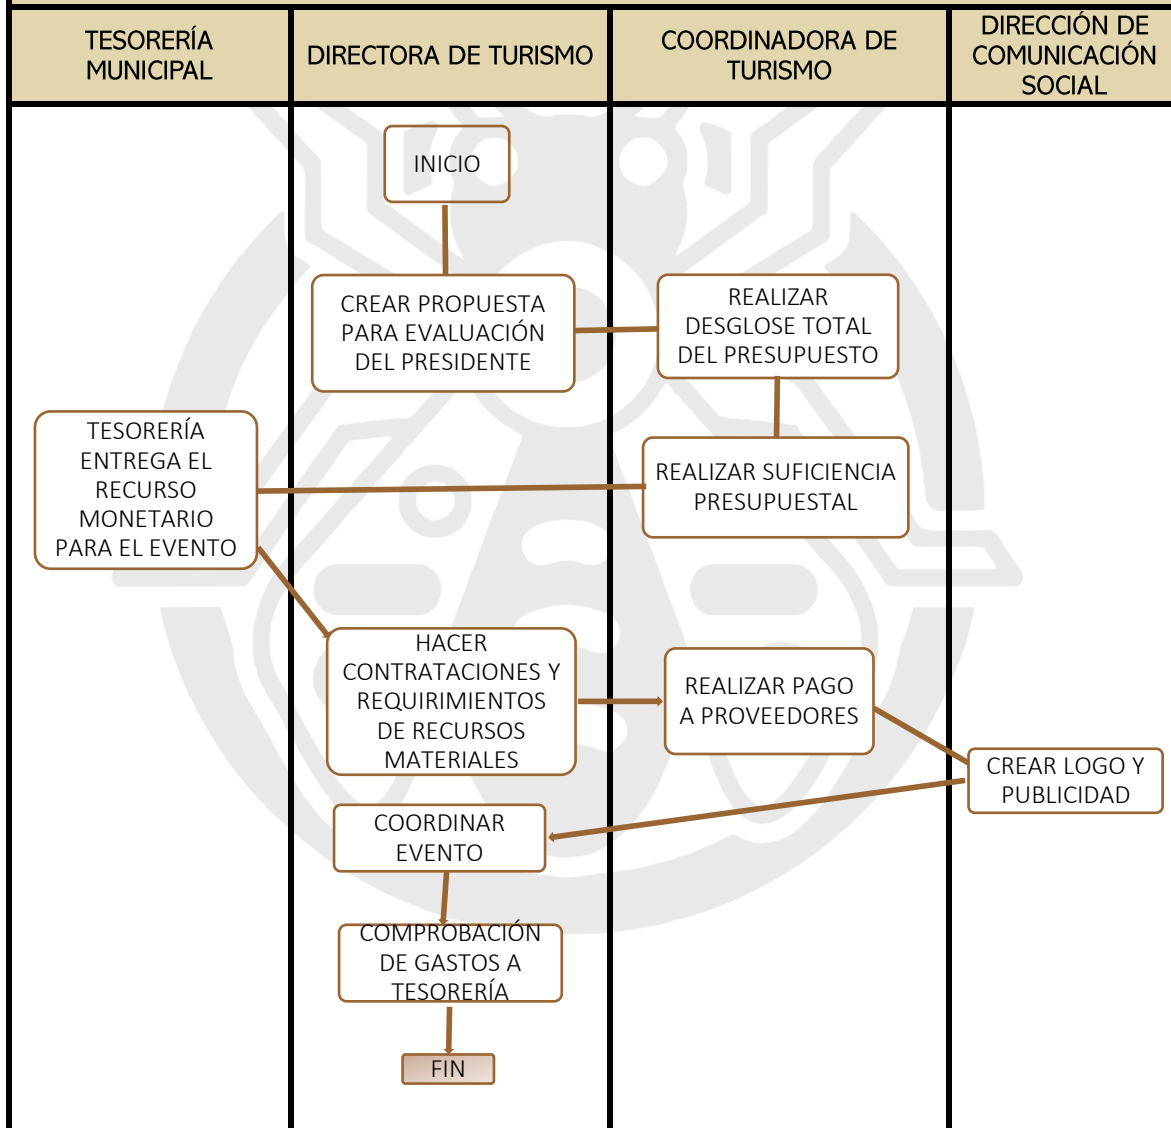 TESORERÍA
MUNICIPAL
DIRECTORA DE TURISMO
COORDINADORA DE
TURISMO
DIRECCIÓN DE
COMUNICACIÓN
SOCIAL
INICIO
CREAR PROPUESTA
PARA EVALUACIÓN
DEL PRESIDENTE
REALIZAR
DESGLOSE TOTAL
DEL PRESUPUESTO
REALIZAR SUFICIENCIA
PRESUPUESTAL
TESORERÍA
ENTREGA EL
RECURSO
MONETARIO
PARA EL EVENTO
HACER
CONTRATACIONES Y
REQUIRIMIENTOS
DE RECURSOS
MATERIALES
REALIZAR PAGO
A PROVEEDORES
CREAR LOGO Y
PUBLICIDAD
COORDINAR
EVENTO
COMPROBACIÓN
DE GASTOS A
TESORERÍA
FIN